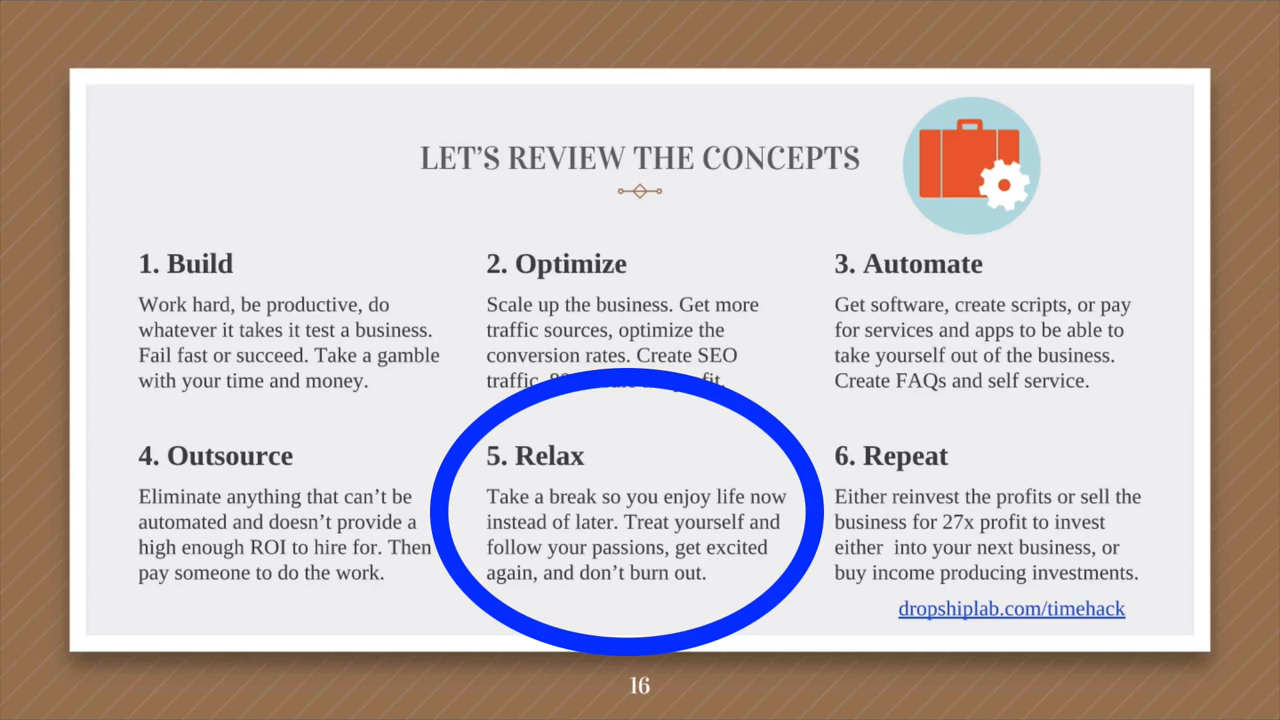 LET'S REVIEW THE CONCEPTS
1. Build
Work hard, be productive, do
whatever it takes it test a business.
Fail fast or succeed. Take a gamble
with your time and money.
2. Optimize
Scale up the business. Get more
traffic sources, optimize the
conversion rates. Create SEO
traffic.
3. Automate
Get software, create scripts, or pay
for services and apps to be able to
take yourself out of the business.
Create FAQs and self service.
4. Outsource
Eliminate anything that can't be
automated and doesn't provide a
high enough ROI to hire for. Then
pay someone to do the work.
5. Relax
Take a break so you enjoy life now
instead of later. Treat yourself and
follow your passions, get excited
again, and don't burn out.
6. Repeat
Either reinvest the profits or sell the
business for 27x profit to invest
either  into your next business, or
buy income producing investments.
dropshiplab.com/timehack
16